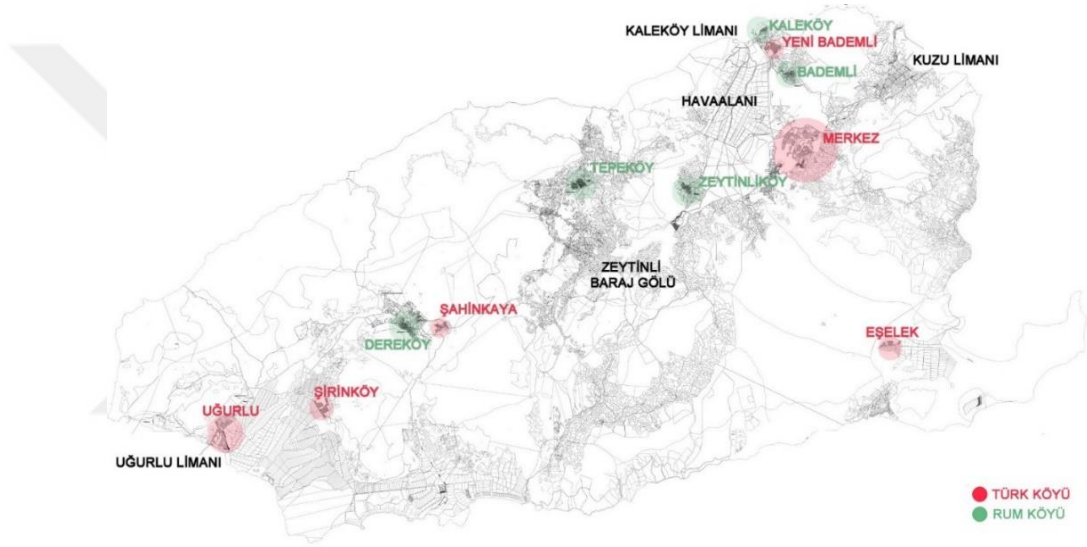 KALEKÖY LİMANI
KALEKÖY
YENİ BADEMLİ
KUZU LİMANI
BADEMLİ
HAVAALANI
MERKEZ
TEPEKÖY
ZEYTİNLİKÖY
ZEYTİNLİ
BARAJ GÖLÜ
ŞAHİNKAYA
DEREKÖY
EŞELEK
ŞİRİNKÖY
UĞURLU
UĞURLU LİMANI
TÜRK KÖYÜ
RUM KÖYÜ